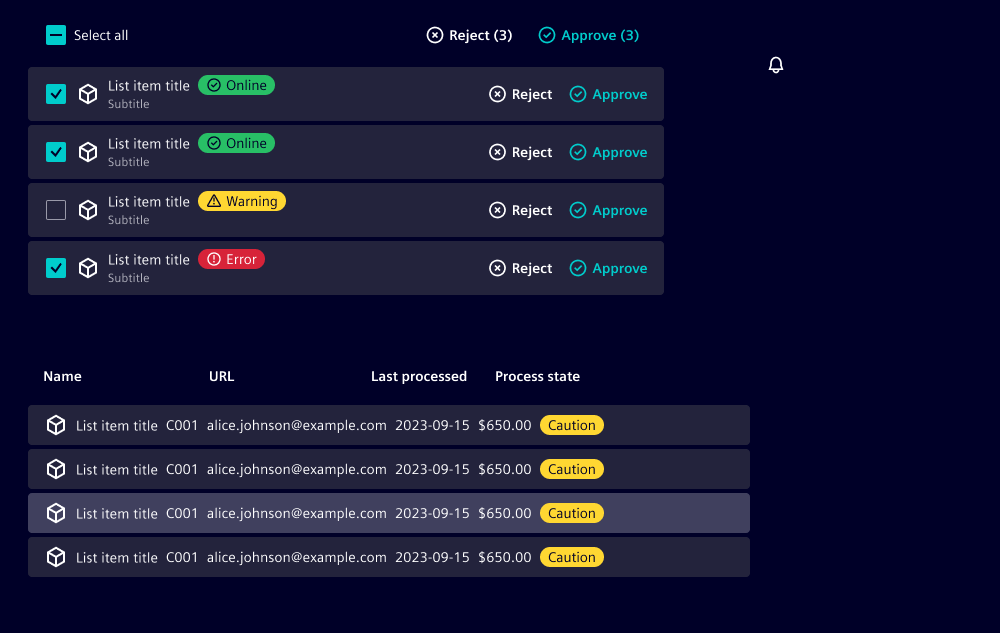 Select all Reject (3) Approve (3)
List item title Online
Subtitle
Reject Approve
List item title Online
Subtitle
Reject Approve
List item title Warning
Subtitle
Reject Approve
List item title Error
Subtitle
Reject Approve
Name URL Last processed Process state
List item title C001 alice.johnson@example.com 2023-09-15 $650.00 Caution
List item title C001 alice.johnson@example.com 2023-09-15 $650.00 Caution
List item title C001 alice.johnson@example.com 2023-09-15 $650.00 Caution
List item title C001 alice.johnson@example.com 2023-09-15 $650.00 Caution